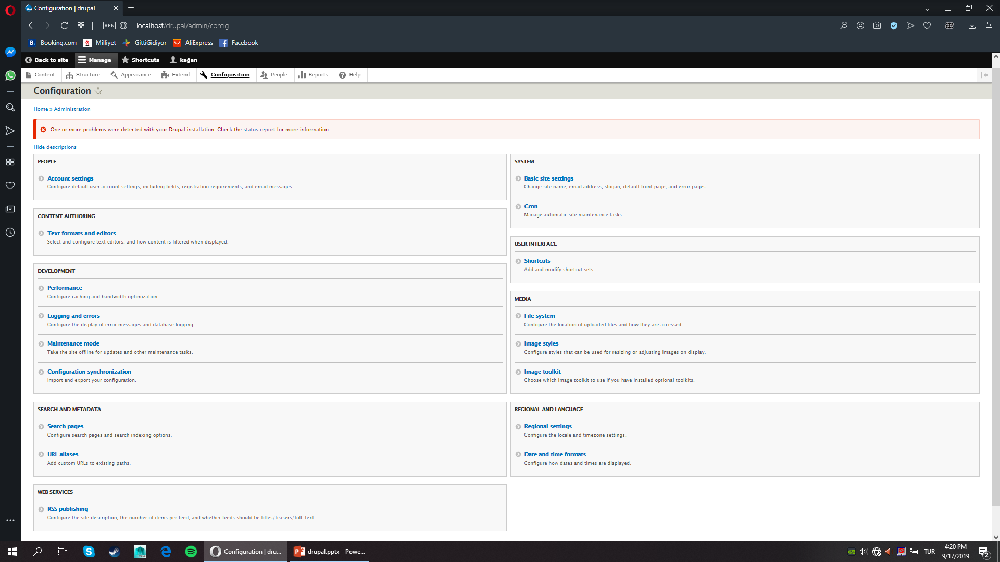 Configuration | drupal
VPN
localhost/drupal/admin/config
B. Booking.com Milliyet GittiGidiyor AliExpress Facebook
Back to site Manage Shortcuts kağan
Content Structure Appearance Extend Configuration People Reports Help
Configuration
Home » Administration
One or more problems were detected with your Drupal installation. Check the status report for more information.
Hide descriptions
PEOPLE
Account settings
Configure default user account settings, including fields, registration requirements, and email messages.
CONTENT AUTHORING
Text formats and editors
Select and configure text editors, and how content is filtered when displayed.
DEVELOPMENT
Performance
Configure caching and bandwidth optimization.
Logging and errors
Configure the display of error messages and database logging.
Maintenance mode
Take the site offline for updates and other maintenance tasks.
Configuration synchronization
Import and export your configuration.
SEARCH AND METADATA
Search pages
Configure search pages and search indexing options.
URL aliases
Add custom URLs to existing paths.
WEB SERVICES
RSS publishing
Configure the site description, the number of items per feed, and whether feeds should be titles/teasers/full-text.
SYSTEM
Basic site settings
Change site name, email address, slogan, default front page, and error pages.
Cron
Manage automatic site maintenance tasks.
USER INTERFACE
Shortcuts
Add and modify shortcut sets.
MEDIA
File system
Configure the location of uploaded files and how they are accessed.
Image styles
Configure styles that can be used for resizing or adjusting images on display.
Image toolkit
Choose which image toolkit to use if you have installed optional toolkits.
REGIONAL AND LANGUAGE
Regional settings
Configure the locale and timezone settings.
Date and time formats
Configure how dates and times are displayed.
Configuration | dru... drupal.pptx - Powe...
TUR
4:20 PM
9/17/2019
2